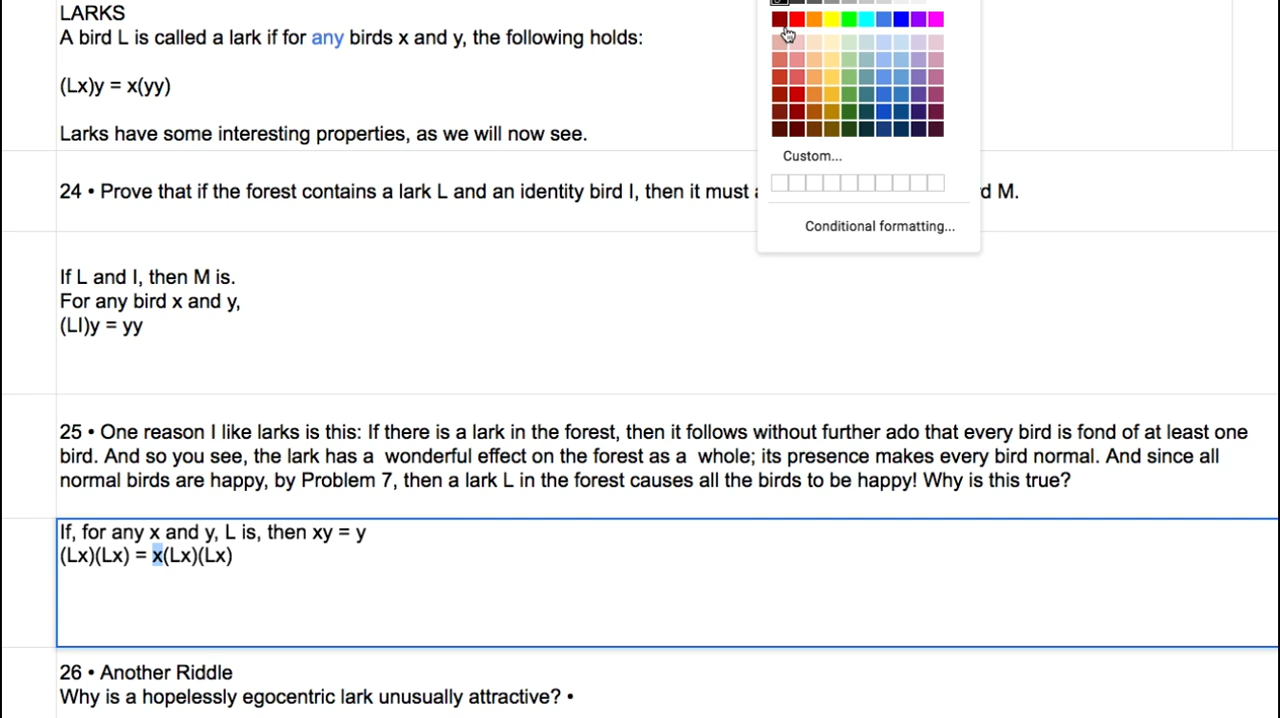 LARKS
A bird L is called a lark if for any birds x and y, the following holds:
(Lx)y = x(yy)
Larks have some interesting properties, as we will now see.
24 • Prove that if the forest contains a lark L and an identity bird I, then it must M.
If L and I, then M is.
For any bird x and y,
(LI)y = yy
25 • One reason I like larks is this: If there is a lark in the forest, then it follows without further ado that every bird is fond of at least one
bird. And so you see, the lark has a wonderful effect on the forest as a whole; its presence makes every bird normal. And since all
normal birds are happy, by Problem 7, then a lark L in the forest causes all the birds to be happy! Why is this true?
If, for any x and y, L is, then xy = y
(Lx)(Lx) = x(Lx)(Lx)
26 • Another Riddle
Why is a hopelessly egocentric lark unusually attractive? •
Custom...
Conditional formatting...